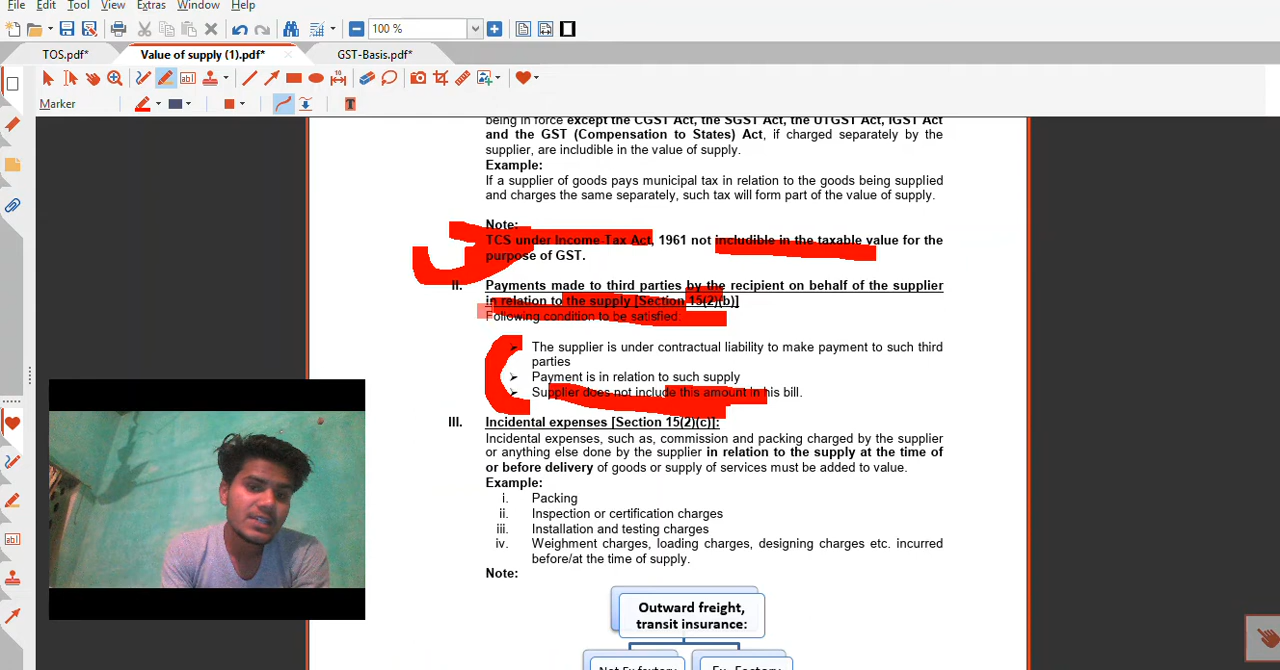 File Edit Tool View Extras Window Help
100 %
TOS.pdf* Value of supply (1).pdf* GST-Basis.pdf*
Marker
being in force except the CGST Act, the SGST Act, the UTGST Act, IGST Act
and the GST (Compensation to States) Act, if charged separately by the
supplier, are includible in the value of supply.
Example:
If a supplier of goods pays municipal tax in relation to the goods being supplied
and charges the same separately, such tax will form part of the value of supply.
Note:
TCS under Income Tax Act, 1961 not includible in the taxable value for the
purpose of GST.
II. Payments made to third parties by the recipient on behalf of the supplier
in relation to the supply [Section 15(2)(b)]
Following condition to be satisfied:
➤ The supplier is under contractual liability to make payment to such third
parties
➤ Payment is in relation to such supply
➤ Supplier does not include this amount in his bill.
III. Incidental expenses [Section 15(2)(c)]:
Incidental expenses, such as, commission and packing charged by the supplier
or anything else done by the supplier in relation to the supply at the time of
or before delivery of goods or supply of services must be added to value.
Example:
i. Packing
ii. Inspection or certification charges
iii. Installation and testing charges
iv. Weighment charges, loading charges, designing charges etc. incurred
before/at the time of supply.
Note:
Outward freight,
transit insurance:
Not Ex factory Ex- Factory